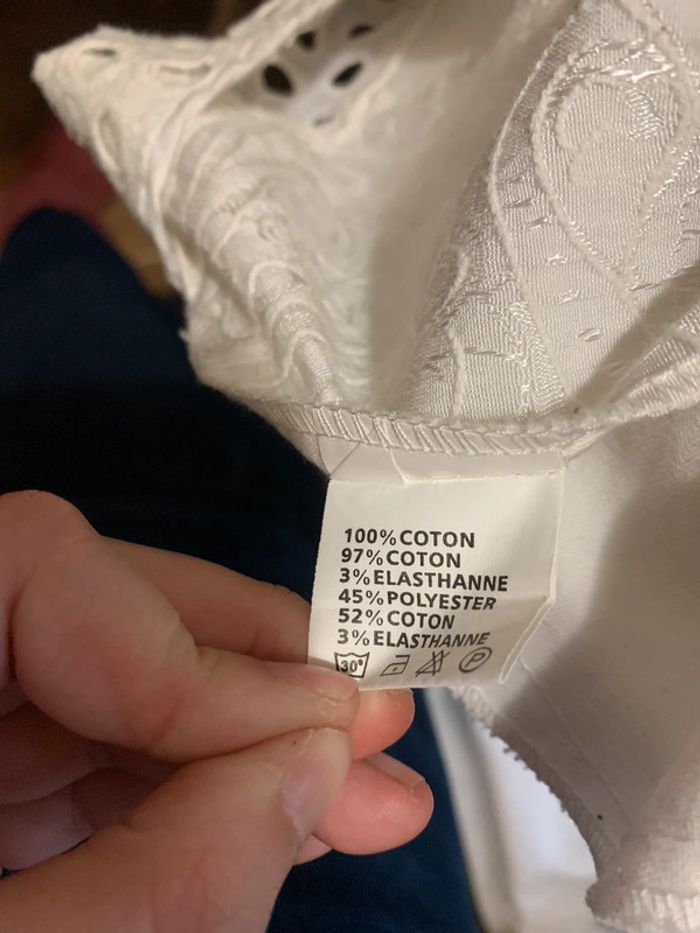 100%COTON
97%COTON
3%ELASTHANNE
45%POLYESTER
52%COTON
3%ELASTHANNE
30° P